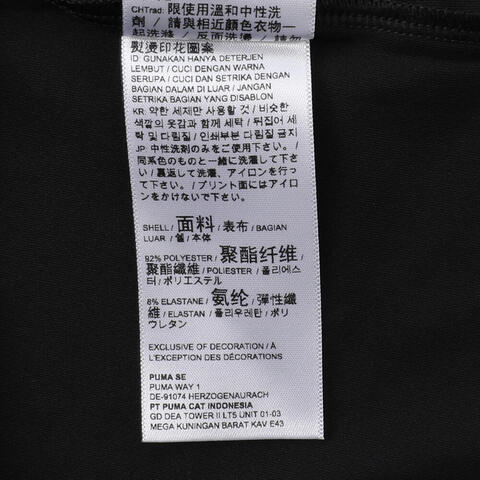 CHTrad: 限使用溫和中性洗
劑 / 請與相近顏色衣物一
起洗滌 / 反面洗滌 / 請勿
熨燙印花圖案
ID: GUNAKAN HANYA DETERJEN
LEMBUT / CUCI DENGAN WARNA
SERUPA / CUCI DAN SETRIKA DENGAN
BAGIAN DALAM DI LUAR / JANGAN
SETRIKA BAGIAN YANG DISABLON
KR: 약한 세제만 사용할 것 / 비슷한
색깔의 옷감과 함께 세탁 / 뒤집어 세
탁 및 다림질 / 인쇄부분 다림질 금지
JP: 中性洗剤のみをご使用下さい。 /
同系色のものと一緒に洗濯して下さい
/ 裏返して洗濯、アイロンを行っ
て下さい / プリント面にはアイロ
ンをかけないで下さい。
SHELL / 面料 / 表布 / BAGIAN
LUAR / 겉 / 本体
92% POLYESTER / 聚酯纤维 /
聚酯纖維 / POLIESTER / 폴리에스
터 / ポリエステル
8% ELASTANE / 氨纶 / 彈性纖
維 / ELASTAN / 폴리우레탄 / ポリ
ウレタン
EXCLUSIVE OF DECORATION / À
L'EXCEPTION DES DÉCORATIONS
PUMA SE
PUMA WAY 1
DE-91074 HERZOGENAURACH
PT PUMA CAT INDONESIA
GD DEA TOWER II LT5 UNIT 01-03
MEGA KUNINGAN BARAT KAV E43